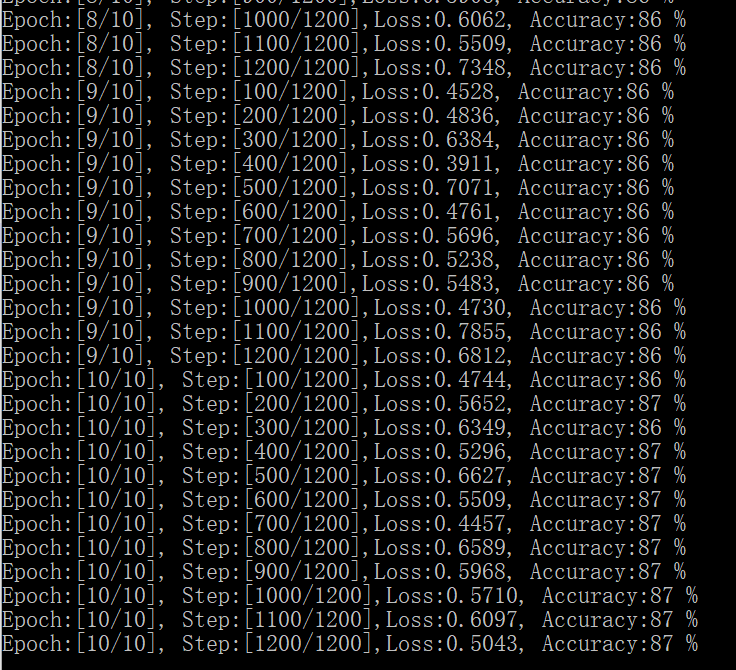 Epoch:[8/10], Step:[1000/1200],Loss:0.6062, Accuracy:86 %
Epoch:[8/10], Step:[1100/1200],Loss:0.5509, Accuracy:86 %
Epoch:[8/10], Step:[1200/1200],Loss:0.7348, Accuracy:86 %
Epoch:[9/10], Step:[100/1200],Loss:0.4528, Accuracy:86 %
Epoch:[9/10], Step:[200/1200],Loss:0.4836, Accuracy:86 %
Epoch:[9/10], Step:[300/1200],Loss:0.6384, Accuracy:86 %
Epoch:[9/10], Step:[400/1200],Loss:0.3911, Accuracy:86 %
Epoch:[9/10], Step:[500/1200],Loss:0.7071, Accuracy:86 %
Epoch:[9/10], Step:[600/1200],Loss:0.4761, Accuracy:86 %
Epoch:[9/10], Step:[700/1200],Loss:0.5696, Accuracy:86 %
Epoch:[9/10], Step:[800/1200],Loss:0.5238, Accuracy:86 %
Epoch:[9/10], Step:[900/1200],Loss:0.5483, Accuracy:86 %
Epoch:[9/10], Step:[1000/1200],Loss:0.4730, Accuracy:86 %
Epoch:[9/10], Step:[1100/1200],Loss:0.7855, Accuracy:86 %
Epoch:[9/10], Step:[1200/1200],Loss:0.6812, Accuracy:86 %
Epoch:[10/10], Step:[100/1200],Loss:0.4744, Accuracy:86 %
Epoch:[10/10], Step:[200/1200],Loss:0.5652, Accuracy:87 %
Epoch:[10/10], Step:[300/1200],Loss:0.6349, Accuracy:86 %
Epoch:[10/10], Step:[400/1200],Loss:0.5296, Accuracy:87 %
Epoch:[10/10], Step:[500/1200],Loss:0.6627, Accuracy:87 %
Epoch:[10/10], Step:[600/1200],Loss:0.5509, Accuracy:87 %
Epoch:[10/10], Step:[700/1200],Loss:0.4457, Accuracy:87 %
Epoch:[10/10], Step:[800/1200],Loss:0.6589, Accuracy:87 %
Epoch:[10/10], Step:[900/1200],Loss:0.5968, Accuracy:87 %
Epoch:[10/10], Step:[1000/1200],Loss:0.5710, Accuracy:87 %
Epoch:[10/10], Step:[1100/1200],Loss:0.6097, Accuracy:87 %
Epoch:[10/10], Step:[1200/1200],Loss:0.5043, Accuracy:87 %